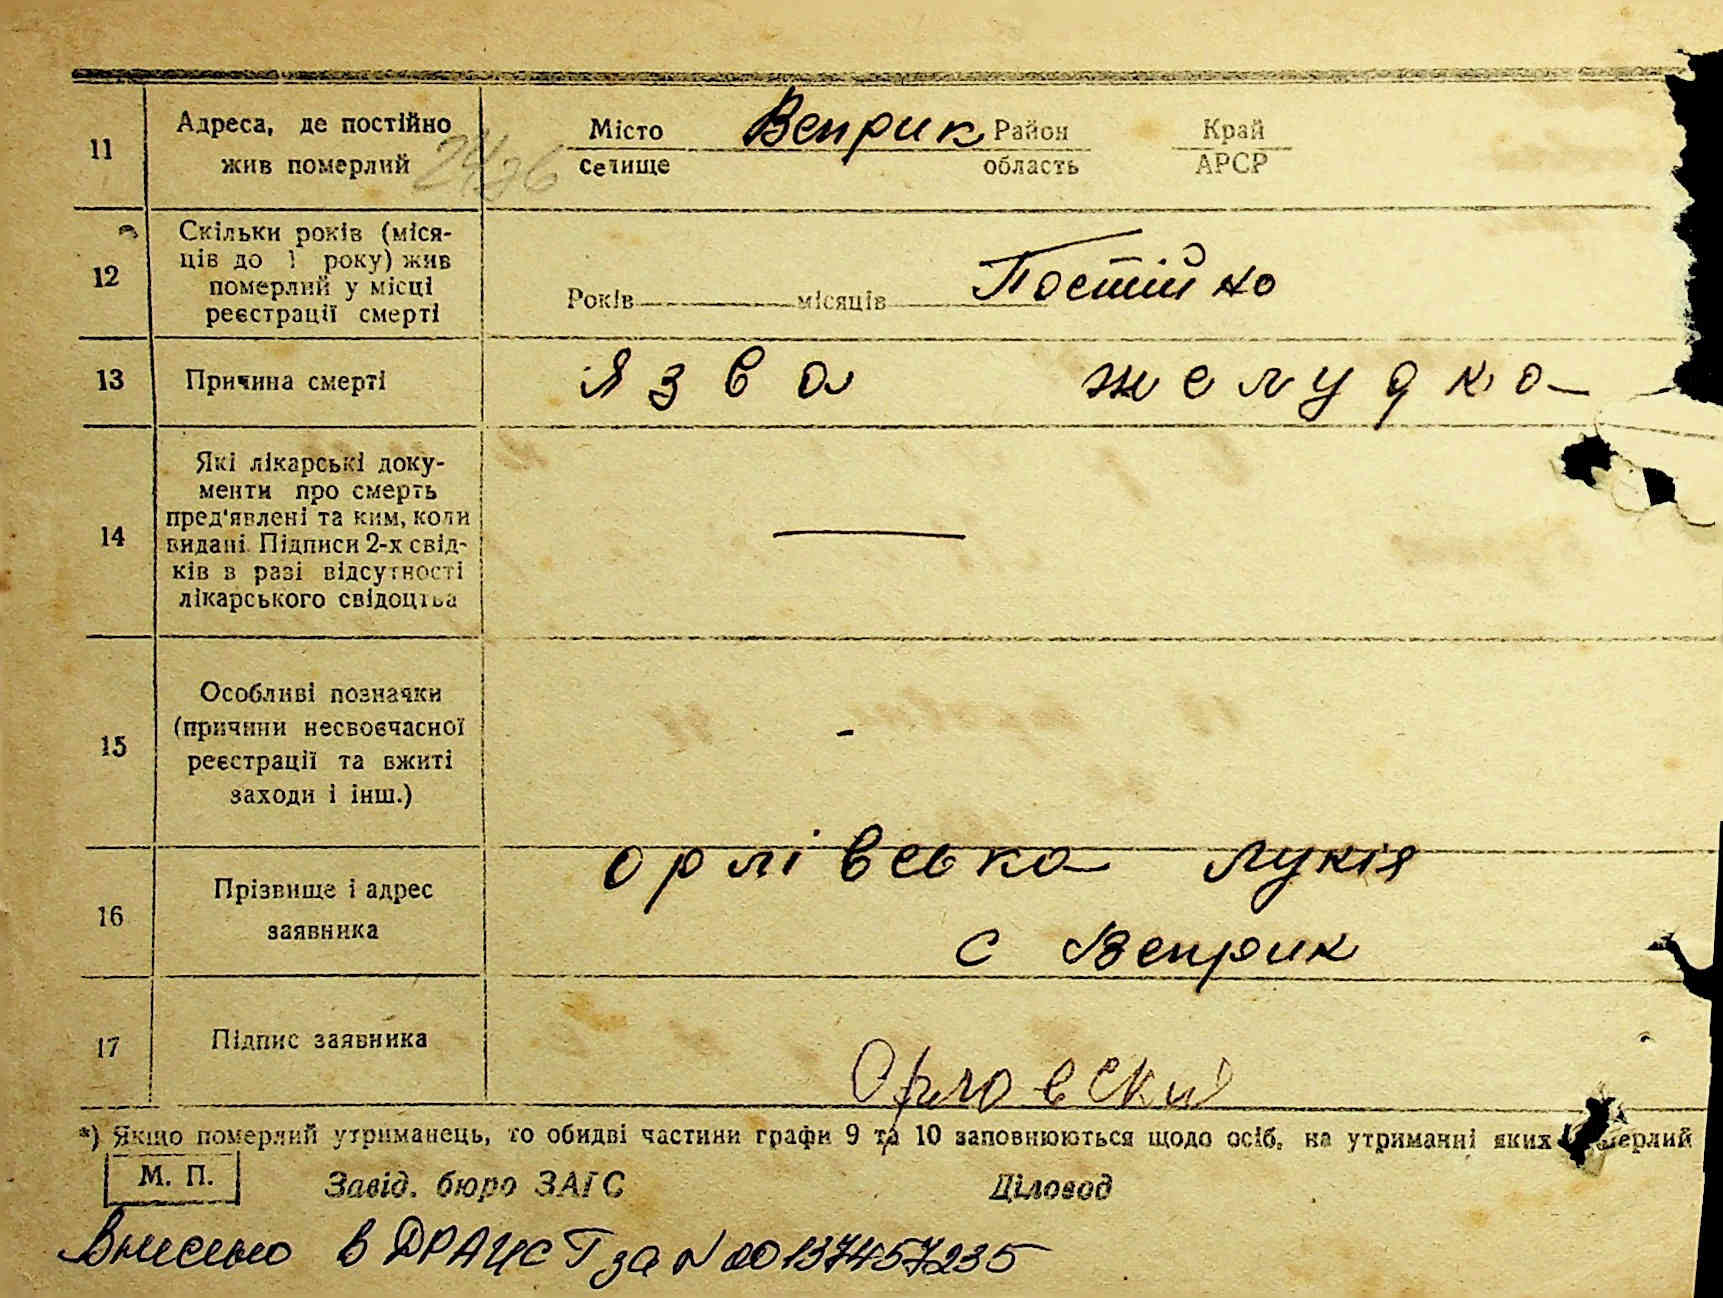 11
Адреса, де постійно
жив померлий
Місто Веприк Район Край
селище область АРСР
12
Скільки років (міся-
ців до 1 року) жив
померлий у місці
реєстрації смерті
Років місяців Постійно
13
Причина смерті
Язва желудка
14
Які лікарські доку-
менти про смерть
пред'явлені та ким, коли
видані. Підписи 2-х свід-
ків в разі відсутності
лікарського свідоцтва
15
Особливі позначки
(причини несвоєчасної
реєстрації та вжиті
заходи і інш.)
16
Прізвище і адрес
заявника
орлівська лукія
с Веприк
17
Підпис заявника
Орловский
*) Якщо померлий утриманець, то обидві частини графи 9 та 10 заповнюються щодо осіб, на утриманні яких померлий
М. П.
Завід. бюро ЗАГС Діловод
Внесено в ДРАЦСГ за N 00137457235